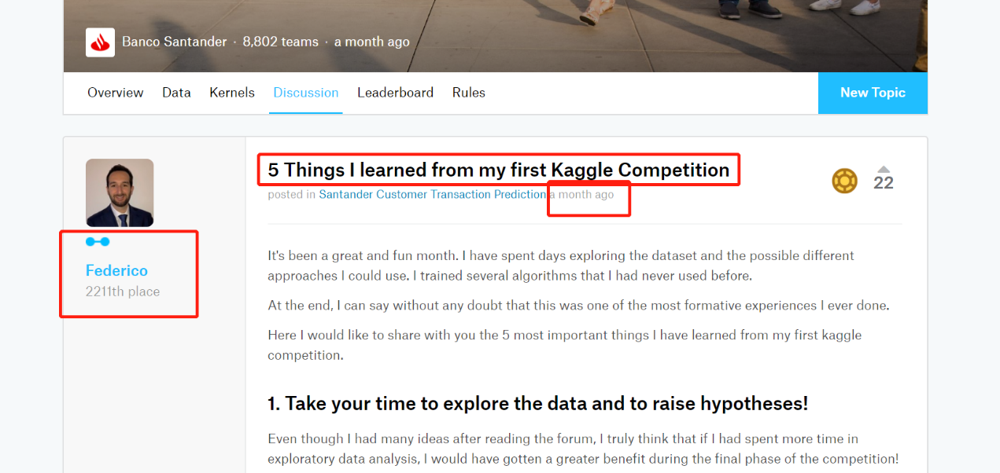 Banco Santander · 8,802 teams · a month ago
Overview Data Kernels Discussion Leaderboard Rules New Topic
5 Things I learned from my first Kaggle Competition
posted in Santander Customer Transaction Prediction a month ago
22
Federico
2211th place
It's been a great and fun month. I have spent days exploring the dataset and the possible different
approaches I could use. I trained several algorithms that I had never used before.
At the end, I can say without any doubt that this was one of the most formative experiences I ever done.
Here I would like to share with you the 5 most important things I have learned from my first kaggle
competition.
1. Take your time to explore the data and to raise hypotheses!
Even though I had many ideas after reading the forum, I truly think that if I had spent more time in
exploratory data analysis, I would have gotten a greater benefit during the final phase of the competition!